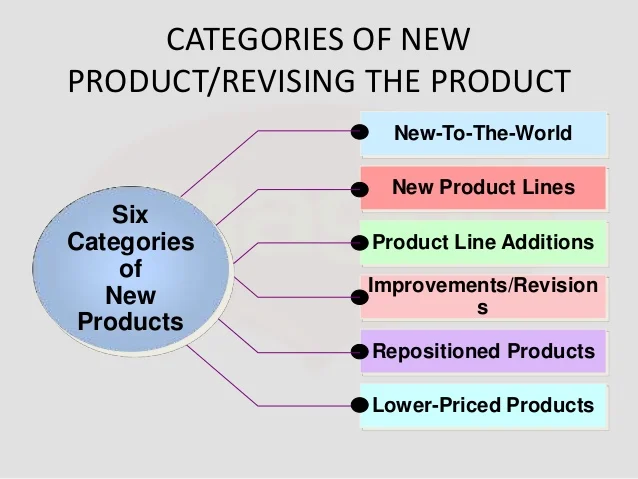 CATEGORIES OF NEW
PRODUCT/REVISING THE PRODUCT
Six
Categories
of
New
Products
New-To-The-World
New Product Lines
Product Line Additions
Improvements/Revision
s
Repositioned Products
Lower-Priced Products